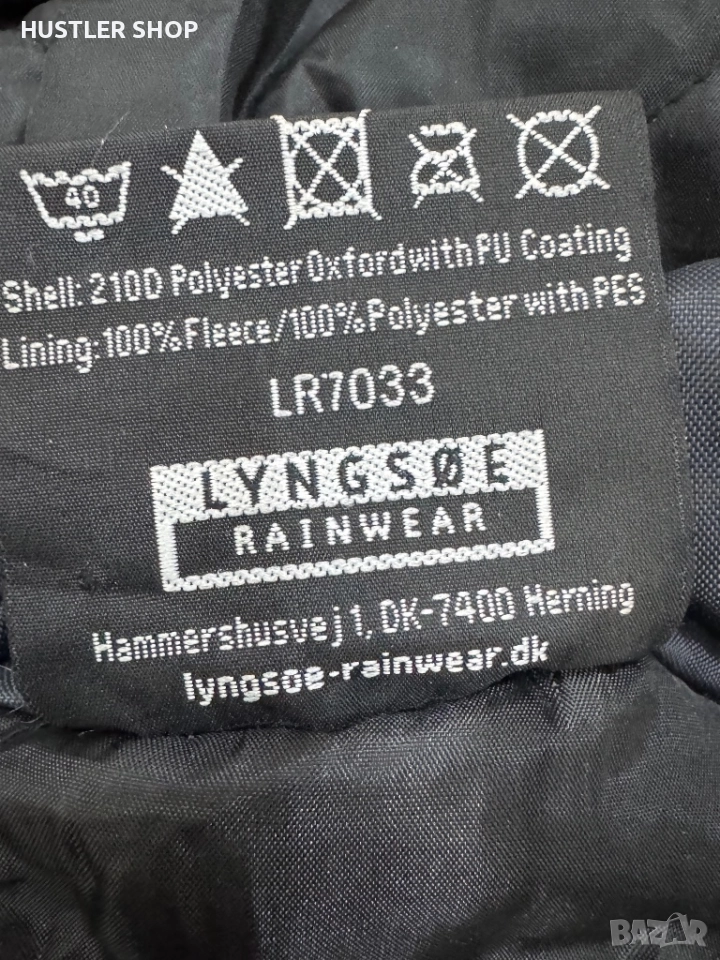 HUSTLER SHOP
40
Shell: 210D Polyester Oxfordwith PU Coating
Lining:100%Fleece/100%Polyester with PES
LR7033
LYNGSØE
RAINWEAR
Hammershusvej 1, DK-7400 Herning
lyngsoe-rainwear.dk
BAZAR